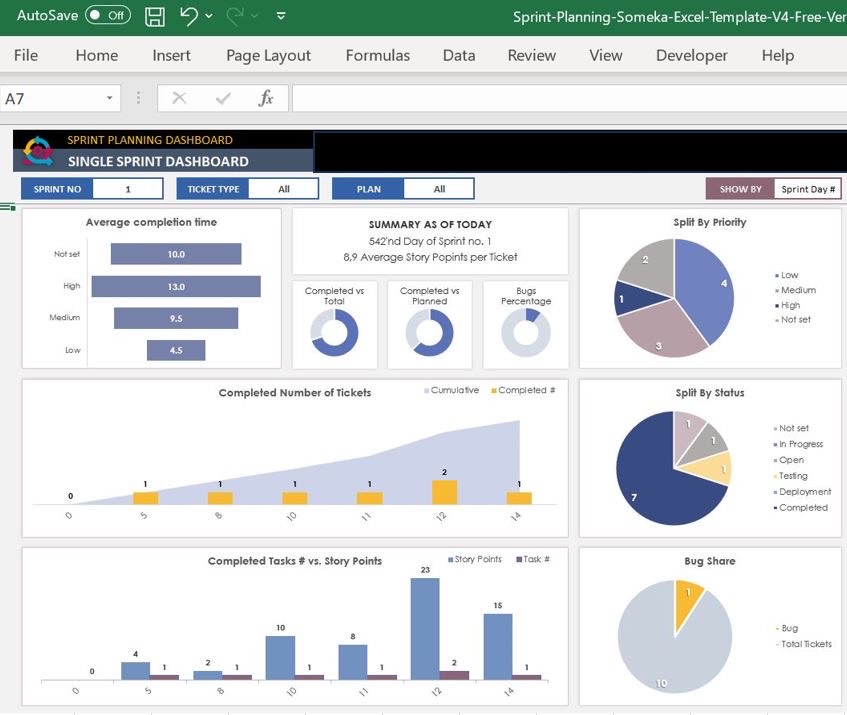 AutoSave Off
Sprint-Planning-Someka-Excel-Template-V4-Free-Ver
File Home Insert Page Layout Formulas Data Review View Developer Help
A7 fx
SPRINT PLANNING DASHBOARD
SINGLE SPRINT DASHBOARD
SPRINT NO 1 TICKET TYPE All PLAN All SHOW BY Sprint Day #
Average completion time
Not set 10.0
High 13.0
Medium 9.5
Low 4.5
SUMMARY AS OF TODAY
542'nd Day of Sprint no. 1
8,9 Average Story Popints per Ticket
Completed vs
Total
Completed vs
Planned
Bugs
Percentage
Split By Priority
4
3
1
2
Low
Medium
High
Not set
Completed Number of Tickets
Cumulative Completed #
0 1 1 1 1 2 1
0 5 8 10 11 12 14
Split By Status
1
1
1
7
Not set
In Progress
Open
Testing
Deployment
Completed
Completed Tasks # vs. Story Points
Story Points Task #
4 2 10 8 23 15
0 1 1 1 1 2 1
0 5 8 10 11 12 14
Bug Share
1
10
Bug
Total Tickets